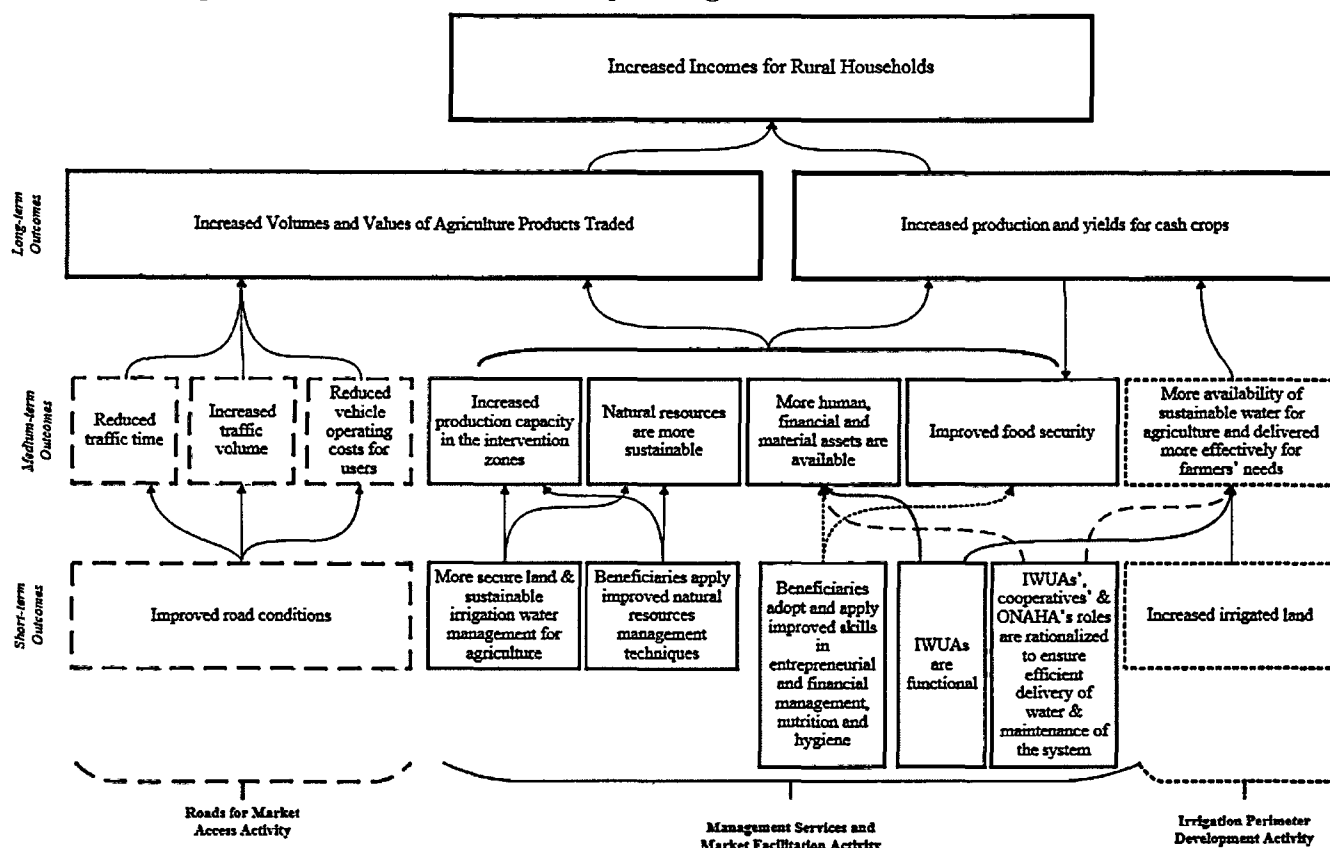 Increased Incomes for Rural Households
Long-term
Outcomes
Increased Volumes and Values of Agriculture Products Traded
Increased production and yields for cash crops
Medium-term
Outcomes
Reduced
traffic time
Increased
traffic
volume
Reduced
vehicle
operating
costs for
users
Increased
production capacity
in the intervention
zones
Natural resources
are more
sustainable
More human,
financial and
material assets are
available
Improved food security
More availability of
sustainable water for
agriculture and delivered
more effectively for
farmers' needs
Short-term
Outcomes
Improved road conditions
More secure land &
sustainable
irrigation water
management for
agriculture
Beneficiaries apply
improved natural
resources
management
techniques
Beneficiaries
adopt and apply
improved skills
in
entrepreneurial
and financial
management,
nutrition and
hygiene
IWUAs
are
functional
IWUAs',
cooperatives' &
ONAHA's roles
are rationalized
to ensure
efficient
delivery of
water &
maintenance of
the system
Increased irrigated land
Roads for Market
Access Activity
Management Services and
Market Facilitation Activity
Irrigation Perimeter
Development Activity